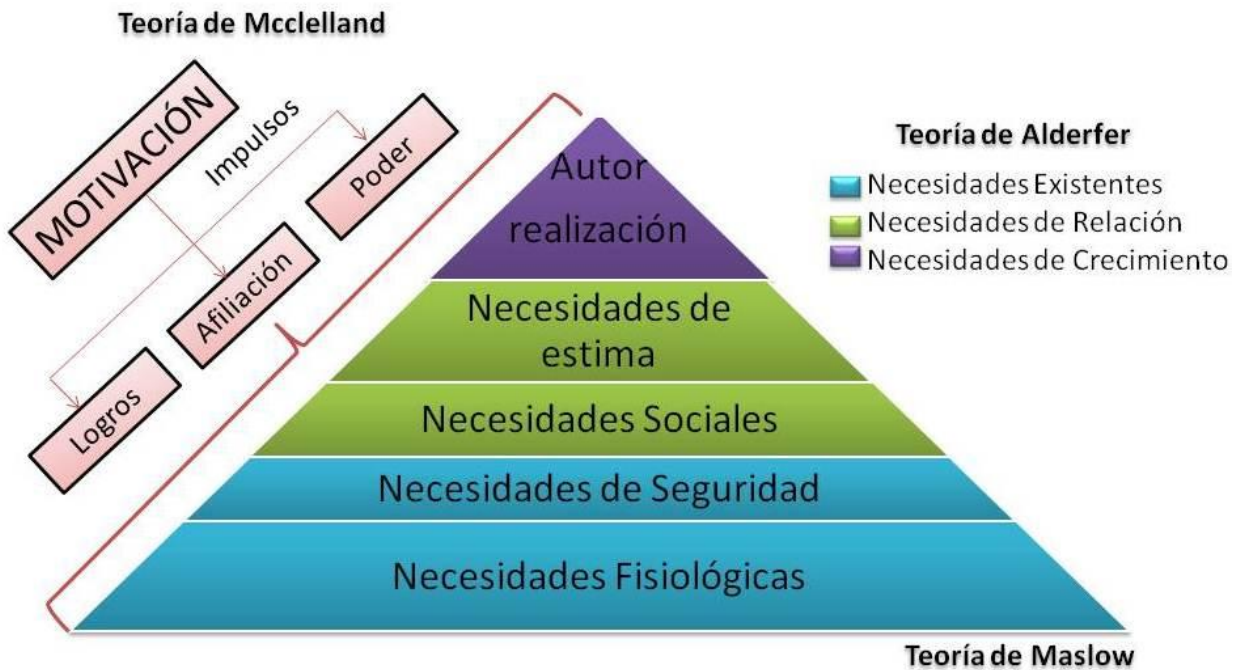 Teoría de Mcclelland
MOTIVACIÓN
Impulsos
Poder
Afiliación
Logros
Autor
realización
Necesidades de
estima
Necesidades Sociales
Necesidades de Seguridad
Necesidades Fisiológicas
Teoría de Alderfer
Necesidades Existentes
Necesidades de Relación
Necesidades de Crecimiento
Teoría de Maslow